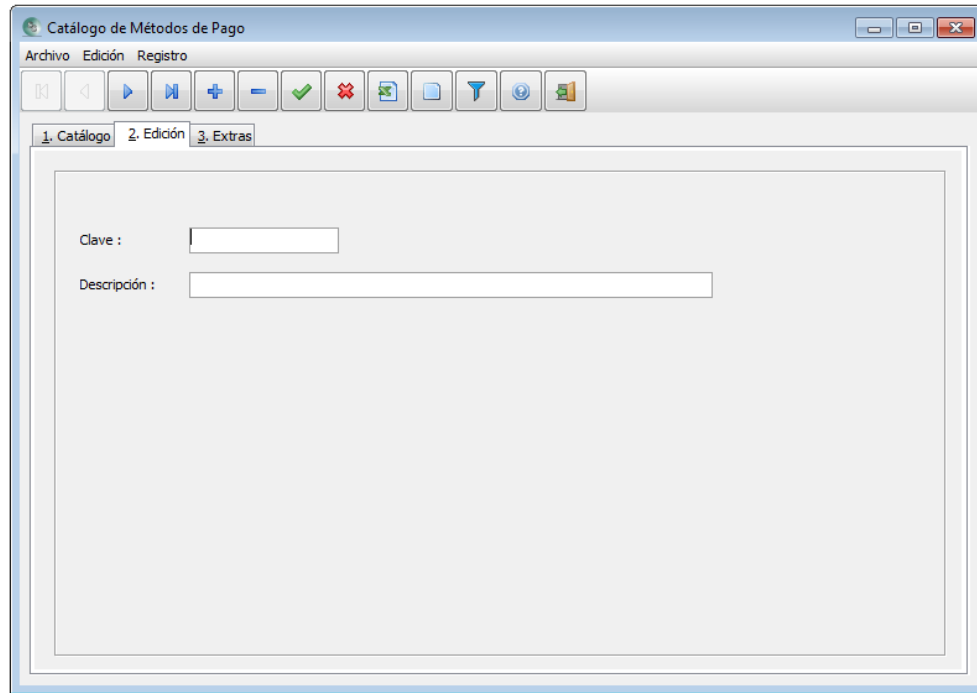 Catálogo de Métodos de Pago
Archivo Edición Registro
1. Catálogo 2. Edición 3. Extras
Clave :
Descripción :